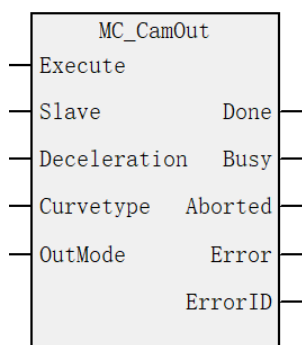 MC_CamOut
Execute
Slave Done
Deceleration Busy
Curvetype Aborted
OutMode Error
ErrorID